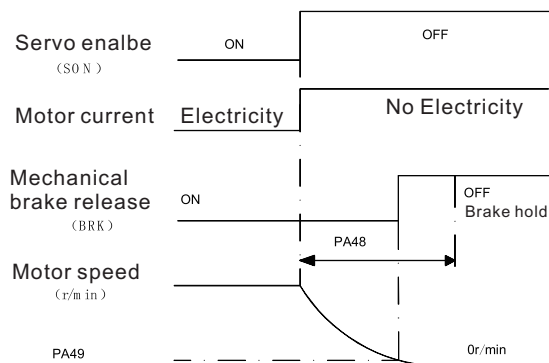 Servo enalbe
(SON)
ON
OFF
Motor current
Electricity
No Electricity
Mechanical
brake release
(BRK)
ON
OFF
Brake hold
PA48
Motor speed
(r/min)
PA49
0r/min